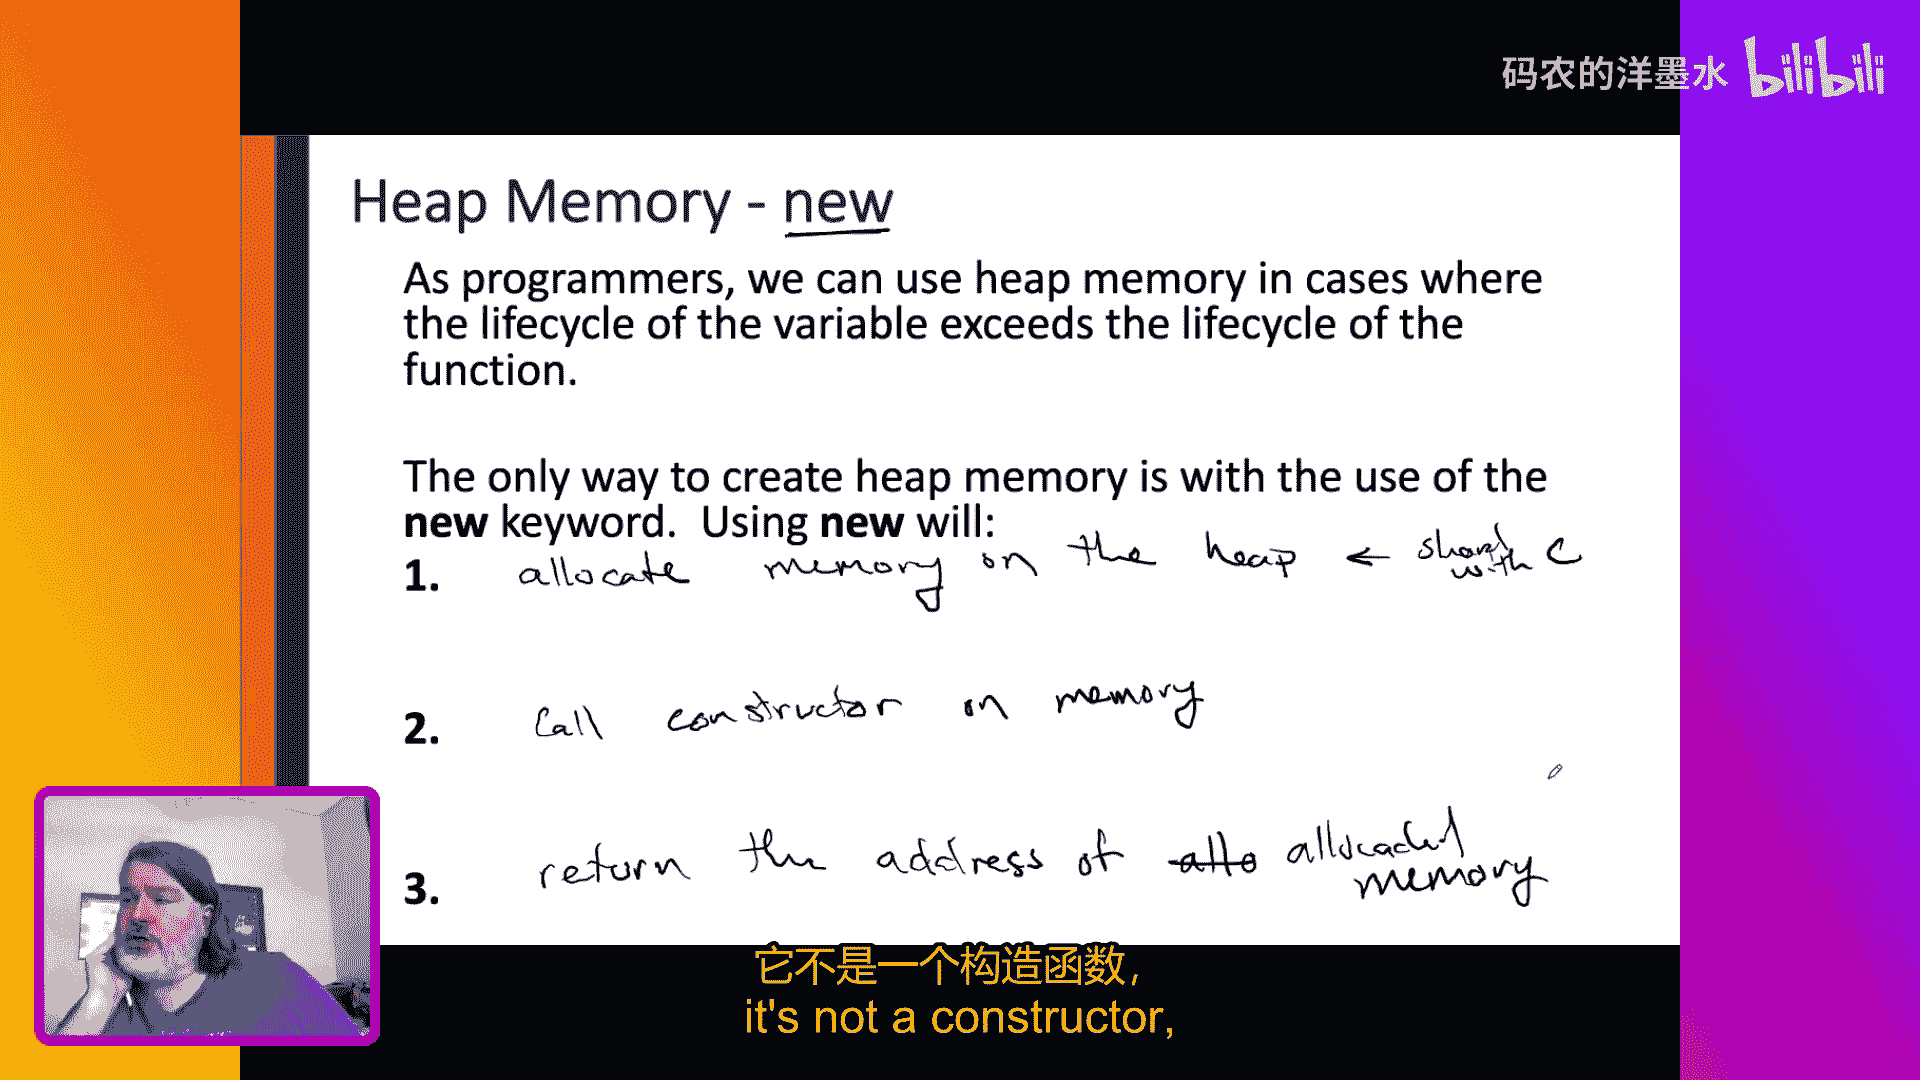 码农的洋墨水 bilibili
Heap Memory - new
As programmers, we can use heap memory in cases where
the lifecycle of the variable exceeds the lifecycle of the
function.
The only way to create heap memory is with the use of the
new keyword. Using new will:
1. allocate memory on the heap ← shared with C
2. Call constructor on memory
3. return the address of allo allocated
memory
它不是一个构造函数，
it's not a constructor,